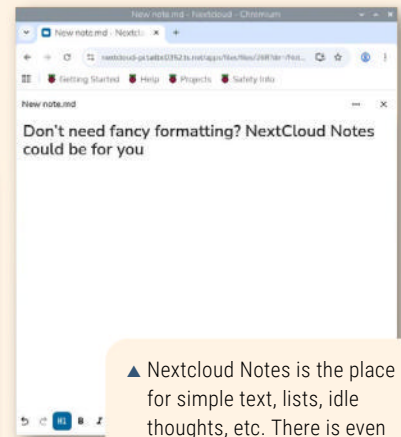 New note.md - Nextcloud - Chromium
New note.md - Nextcl
Getting Started Help Projects Safety Info
New note.md
Don't need fancy formatting? NextCloud Notes
could be for you
H1 B I
▲ Nextcloud Notes is the place
for simple text, lists, idle
thoughts, etc. There is even